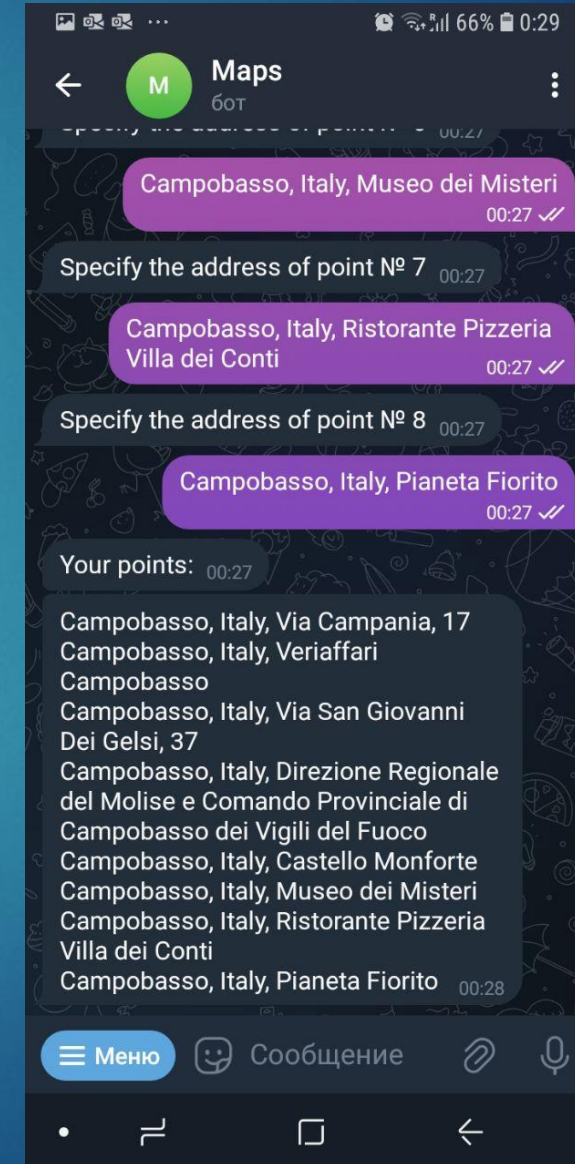 66% 0:29
M
Maps
бот
00:27
Campobasso, Italy, Museo dei Misteri
00:27
Specify the address of point № 7 00:27
Campobasso, Italy, Ristorante Pizzeria
Villa dei Conti 00:27
Specify the address of point № 8 00:27
Campobasso, Italy, Pianeta Fiorito
00:27
Your points: 00:27
Campobasso, Italy, Via Campania, 17
Campobasso, Italy, Veriaffari
Campobasso
Campobasso, Italy, Via San Giovanni
Dei Gelsi, 37
Campobasso, Italy, Direzione Regionale
del Molise e Comando Provinciale di
Campobasso dei Vigili del Fuoco
Campobasso, Italy, Castello Monforte
Campobasso, Italy, Museo dei Misteri
Campobasso, Italy, Ristorante Pizzeria
Villa dei Conti
Campobasso, Italy, Pianeta Fiorito 00:28
Меню Сообщение